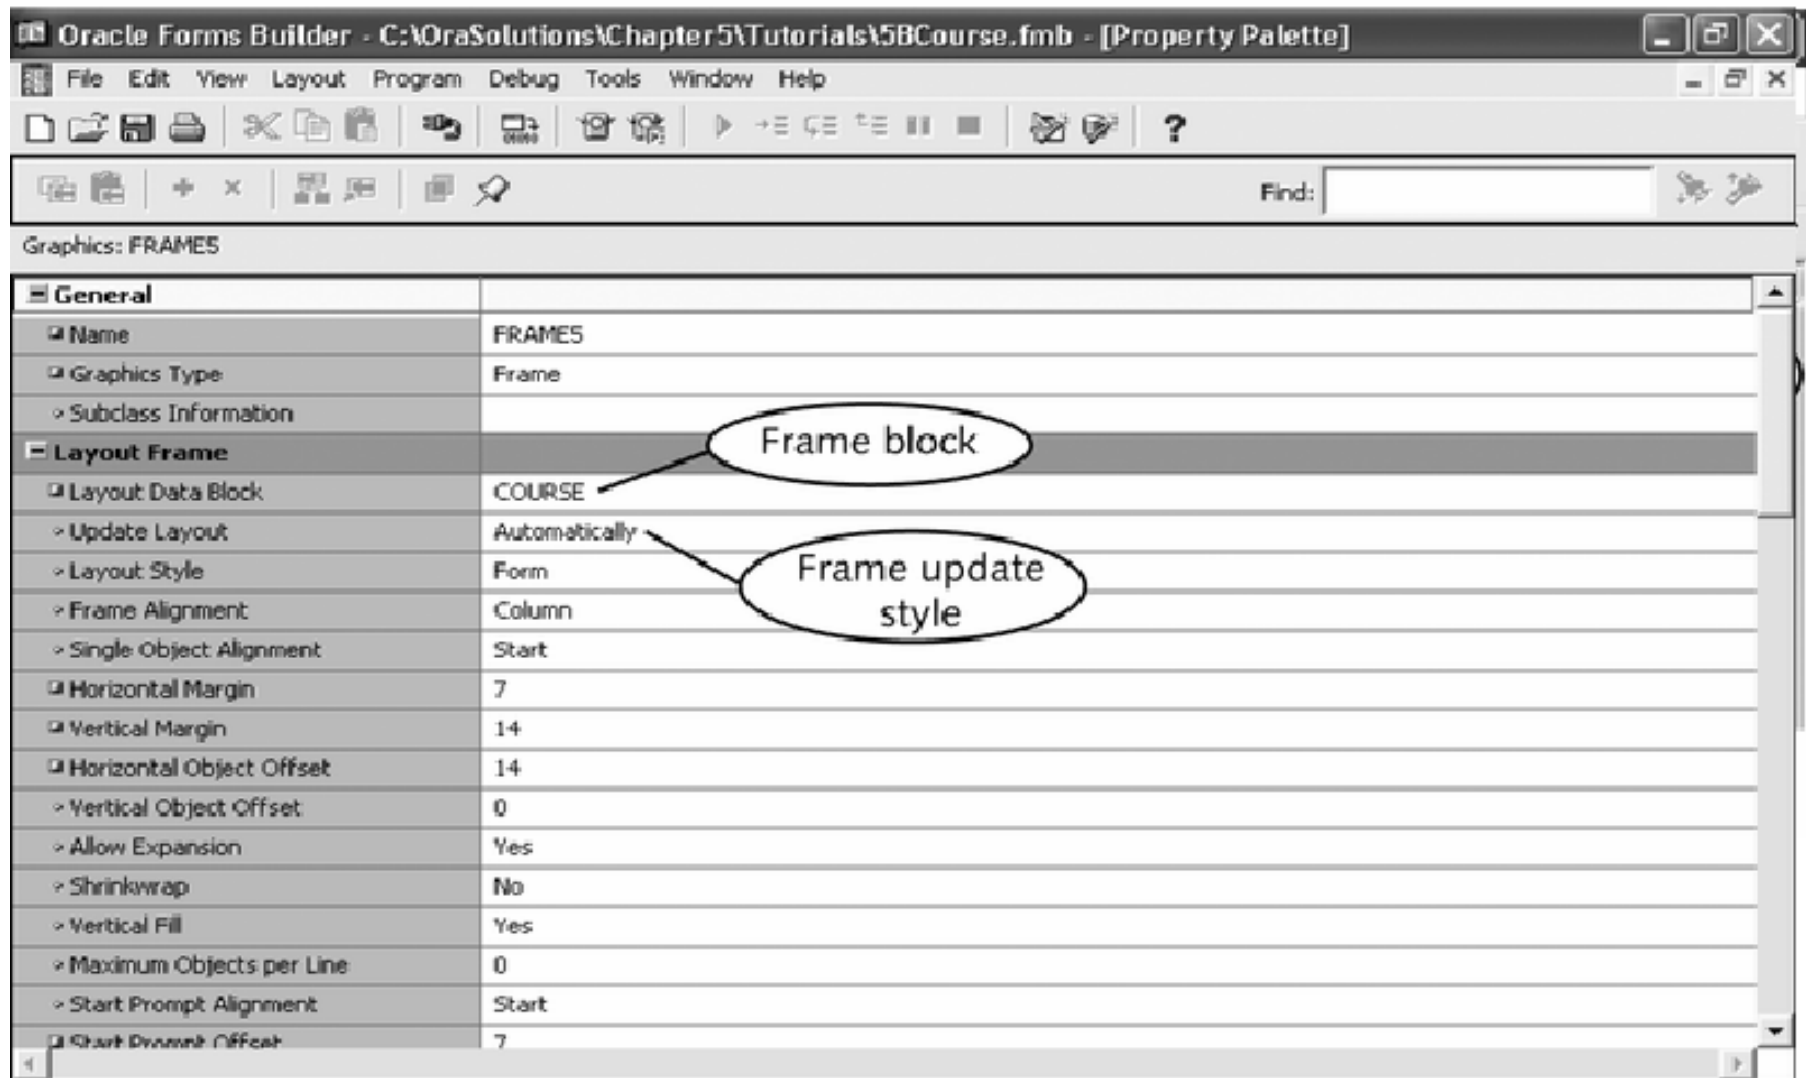 Oracle Forms Builder - C:\OraSolutions\Chapter5\Tutorials\5BCourse.fmb - [Property Palette]
File Edit View Layout Program Debug Tools Window Help
Find:
Graphics: FRAME5
General
Name FRAME5
Graphics Type Frame
Subclass Information
Layout Frame
Frame block
Layout Data Block COURSE
Update Layout Automatically
Frame update
style
Layout Style Form
Frame Alignment Column
Single Object Alignment Start
Horizontal Margin 7
Vertical Margin 14
Horizontal Object Offset 14
Vertical Object Offset 0
Allow Expansion Yes
Shrinkwrap No
Vertical Fill Yes
Maximum Objects per Line 0
Start Prompt Alignment Start
Start Prompt Offset 7